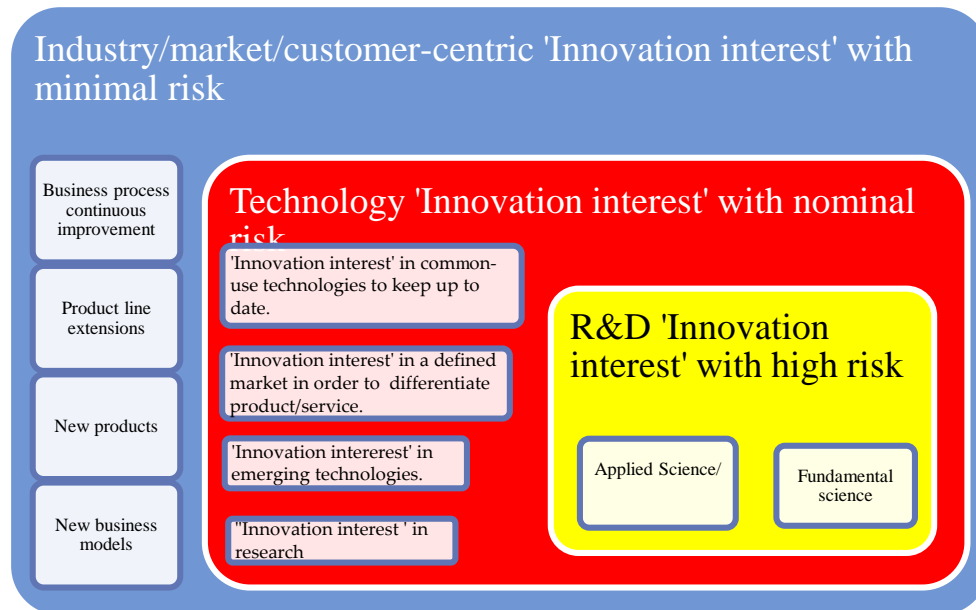 Industry/market/customer-centric 'Innovation interest' with
minimal risk
Business process
continuous
improvement
Product line
extensions
New products
New business
models
Technology 'Innovation interest' with nominal
risk
'Innovation interest' in common-
use technologies to keep up to
date.
'Innovation interest' in a defined
market in order to differentiate
product/service.
'Innovation intererest' in
emerging technologies.
"Innovation interest ' in
research
R&D 'Innovation
interest' with high risk
Applied Science/
Fundamental
science